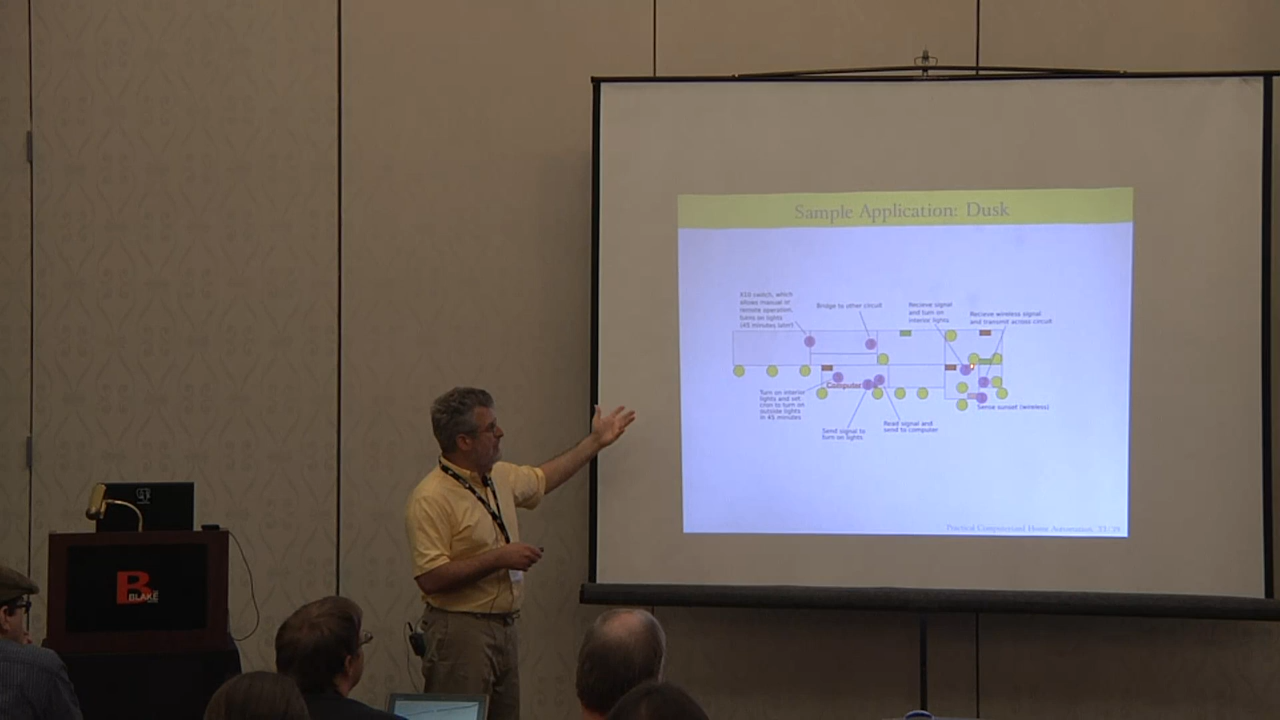 Sample Application: Dusk
X10 switch, which
allows manual or
remote operation,
turns on lights
(45 minutes later)
Bridge to other circuit
Recieve signal
and turn on
interior lights
Recieve wireless signal
and transmit across circuit
Computer
Turn on interior
lights and set
cron to turn on
outside lights
in 45 minutes
Send signal to
turn on lights
Read signal and
send to computer
Sense sunset (wireless)
Practical Computerized Home Automation,
B
BLAKE